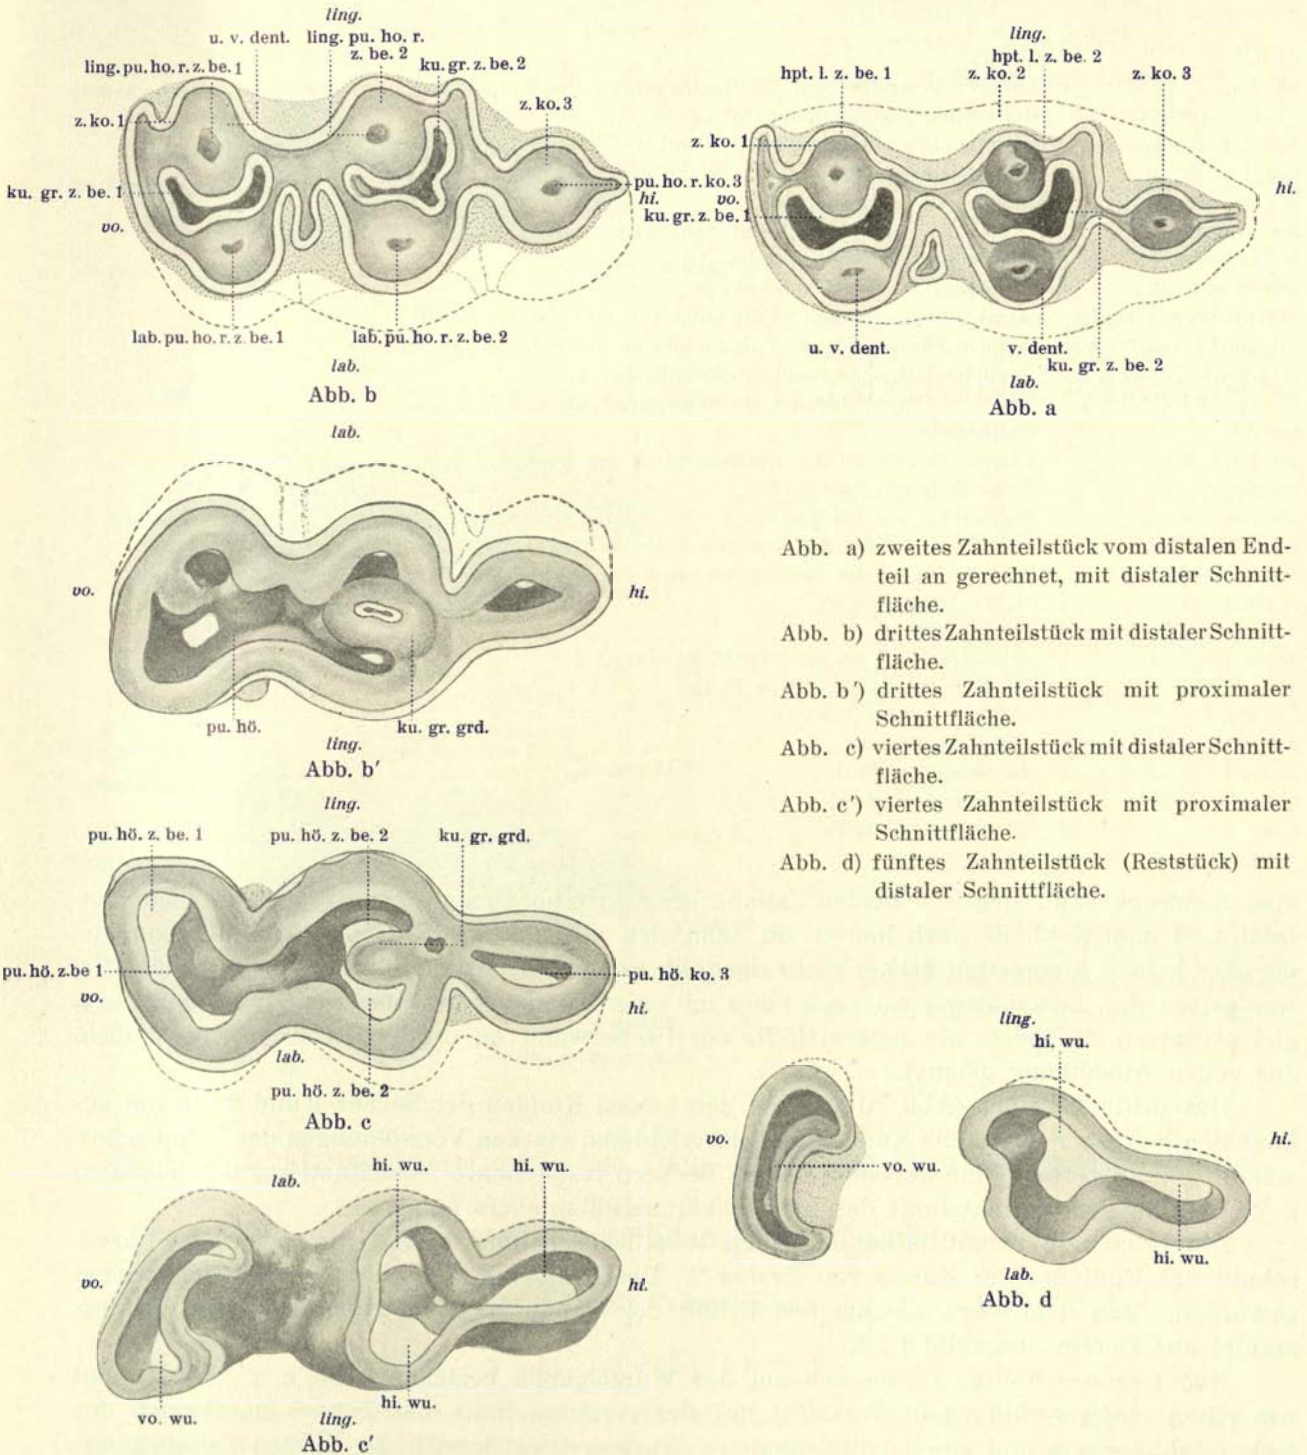 ling.
u. v. dent.
ling. pu. ho. r. z. be. 2
ling. pu. ho. r. z. be. 1
ku. gr. z. be. 2
z. ko. 1
z. ko. 3
ku. gr. z. be. 1
vo.
pu. ho. r. ko. 3
hi.
lab. pu. ho. r. z. be. 1
lab. pu. ho. r. z. be. 2
lab.
Abb. b
ling.
hpt. l. z. be. 1
z. ko. 2
hpt. l. z. be. 2
z. ko. 3
z. ko. 1
vo.
ku. gr. z. be. 1
hi.
u. v. dent.
v. dent.
ku. gr. z. be. 2
lab.
Abb. a
lab.
vo.
hi.
pu. hö.
ku. gr. grd.
ling.
Abb. b'
Abb. a) zweites Zahnteilstück vom distalen End-
teil an gerechnet, mit distaler Schnitt-
fläche.
Abb. b) drittes Zahnteilstück mit distaler Schnitt-
fläche.
Abb. b') drittes Zahnteilstück mit proximaler
Schnittfläche.
Abb. c) viertes Zahnteilstück mit distaler Schnitt-
fläche.
Abb. c') viertes Zahnteilstück mit proximaler
Schnittfläche.
Abb. d) fünftes Zahnteilstück (Reststück) mit
distaler Schnittfläche.
ling.
pu. hö. z. be. 1
pu. hö. z. be. 2
ku. gr. grd.
pu. hö. z. be 1
vo.
pu. hö. ko. 3
hi.
lab.
pu. hö. z. be. 2
Abb. c
hi. wu.
hi. wu.
lab.
vo.
hi.
vo. wu.
hi. wu.
ling.
Abb. c'
ling.
hi. wu.
vo.
vo. wu.
hi.
hi. wu.
lab.
Abb. d